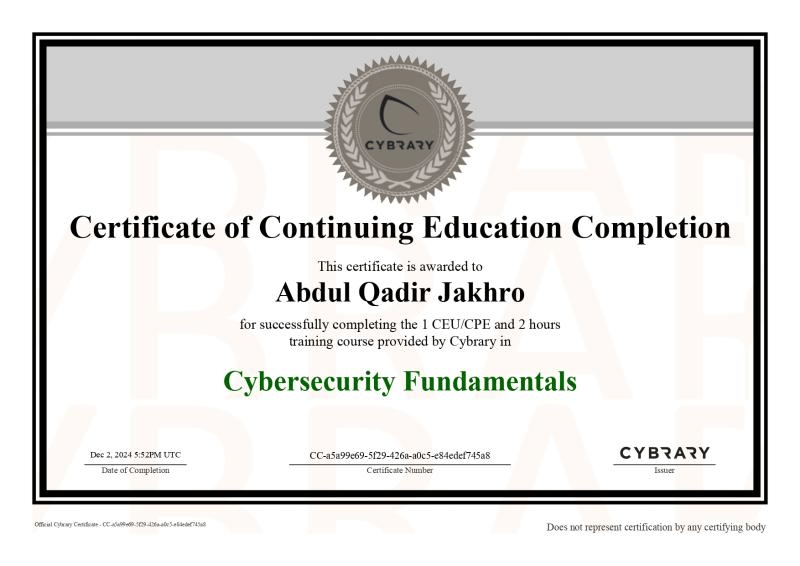 CYBRARY
Certificate of Continuing Education Completion
This certificate is awarded to
Abdul Qadir Jakhro
for successfully completing the 1 CEU/CPE and 2 hours
training course provided by Cybrary in
Cybersecurity Fundamentals
Dec 2, 2024 5:52PM UTC
Date of Completion
CC-a5a99e69-5f29-426a-a0c5-e84edef745a8
Certificate Number
CYBRARY
Issuer
Official Cybrary Certificate - CC-a5a99e69-5f29-426a-a0c5-e84edef745a8
Does not represent certification by any certifying body